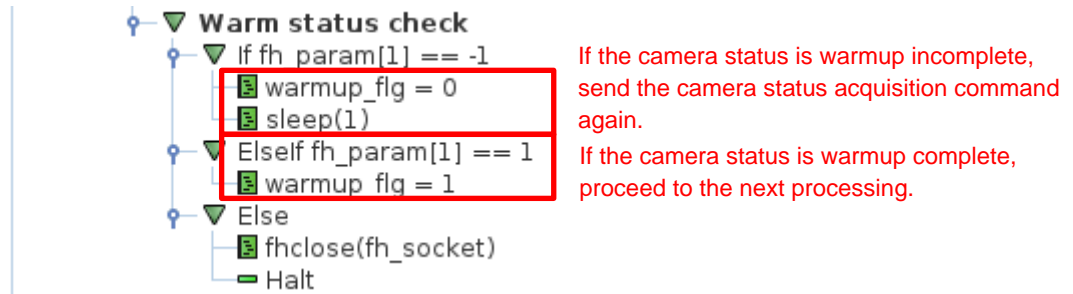 Warm status check
If fh_param[1] == -1
If the camera status is warmup incomplete,
warmup_flg = 0
send the camera status acquisition command
sleep(1)
again.
ElseIf fh_param[1] == 1
If the camera status is warmup complete,
warmup_flg = 1
proceed to the next processing.
Else
fhclose(fh_socket)
Halt